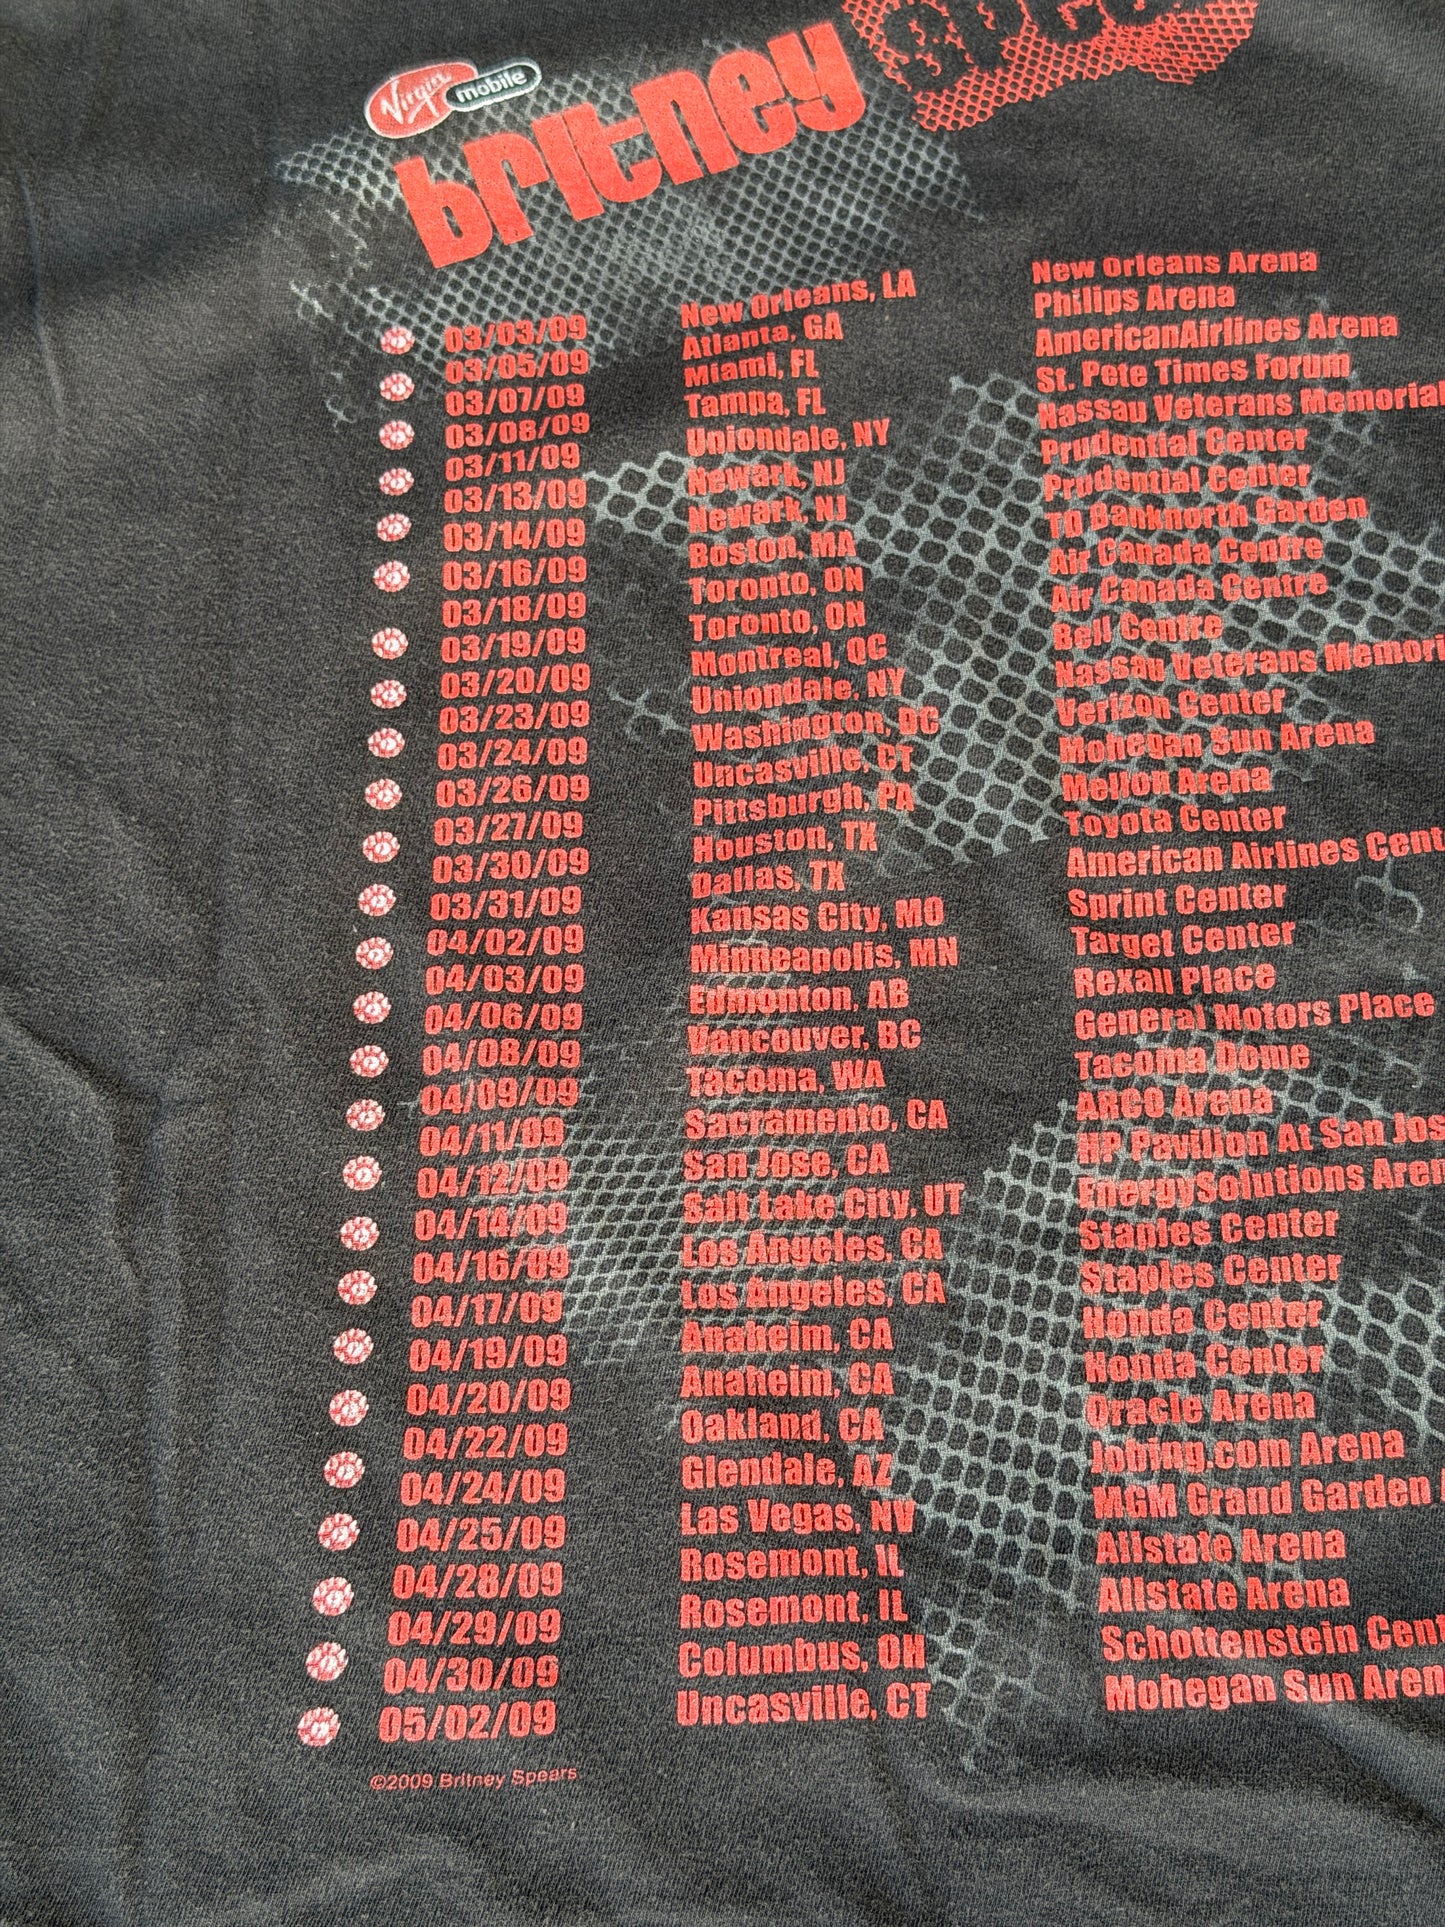 Virgin mobile
britney spea
03/03/09 New Orleans, LA New Orleans Arena
03/05/09 Atlanta, GA Philips Arena
03/07/09 Miami, FL AmericanAirlines Arena
03/08/09 Tampa, FL St. Pete Times Forum
03/11/09 Uniondale, NY Nassau Veterans Memorial
03/13/09 Newark, NJ Prudential Center
03/14/09 Newark, NJ Prudential Center
03/16/09 Boston, MA TD Banknorth Garden
03/18/09 Toronto, ON Air Canada Centre
03/19/09 Toronto, ON Air Canada Centre
03/20/09 Montreal, QC Bell Centre
03/23/09 Uniondale, NY Nassau Veterans Memori
03/24/09 Washington, DC Verizon Center
03/26/09 Uncasville, CT Mohegan Sun Arena
03/27/09 Pittsburgh, PA Mellon Arena
03/30/09 Houston, TX Toyota Center
03/31/09 Dallas, TX American Airlines Cent
04/02/09 Kansas City, MO Sprint Center
04/03/09 Minneapolis, MN Target Center
04/06/09 Edmonton, AB Rexall Place
04/08/09 Vancouver, BC General Motors Place
04/09/09 Tacoma, WA Tacoma Dome
04/11/09 Sacramento, CA ARCO Arena
04/12/09 San Jose, CA HP Pavilion At San Jos
04/14/09 Salt Lake City, UT EnergySolutions Aren
04/16/09 Los Angeles, CA Staples Center
04/17/09 Los Angeles, CA Staples Center
04/19/09 Anaheim, CA Honda Center
04/20/09 Anaheim, CA Honda Center
04/22/09 Oakland, CA Oracle Arena
04/24/09 Glendale, AZ Jobing.com Arena
04/25/09 Las Vegas, NV MGM Grand Garden
04/28/09 Rosemont, IL Allstate Arena
04/29/09 Rosemont, IL Allstate Arena
04/30/09 Columbus, OH Schottenstein Cent
05/02/09 Uncasville, CT Mohegan Sun Aren
©2009 Britney Spears